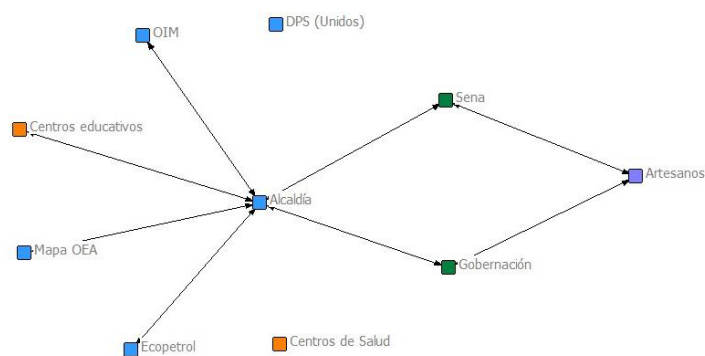 DPS (Unidos)
OIM
Sena
Centros educativos
Artesanos
Alcaldía
Mapa OEA
Gobernación
Centros de Salud
Ecopetrol